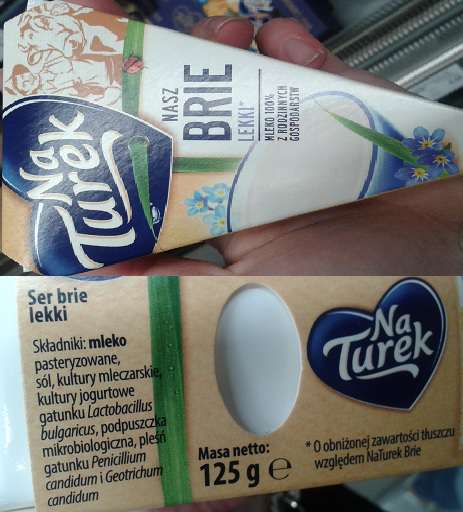 Na
Turek
NASZ
BRIE
LEKKI*
MLEKO 100%
Z RODZINNYCH
GOSPODARSTW
Ser brie
lekki
Składniki: mleko
pasteryzowane,
sól, kultury mleczarskie,
kultury jogurtowe
gatunku Lactobacillus
bulgaricus, podpuszczka
mikrobiologiczna, pleśń
gatunku Penicillium
candidum i Geotrichum
candidum
Masa netto:
125 g ℮
Na
Turek
* O obniżonej zawartości tłuszczu
względem NaTurek Brie